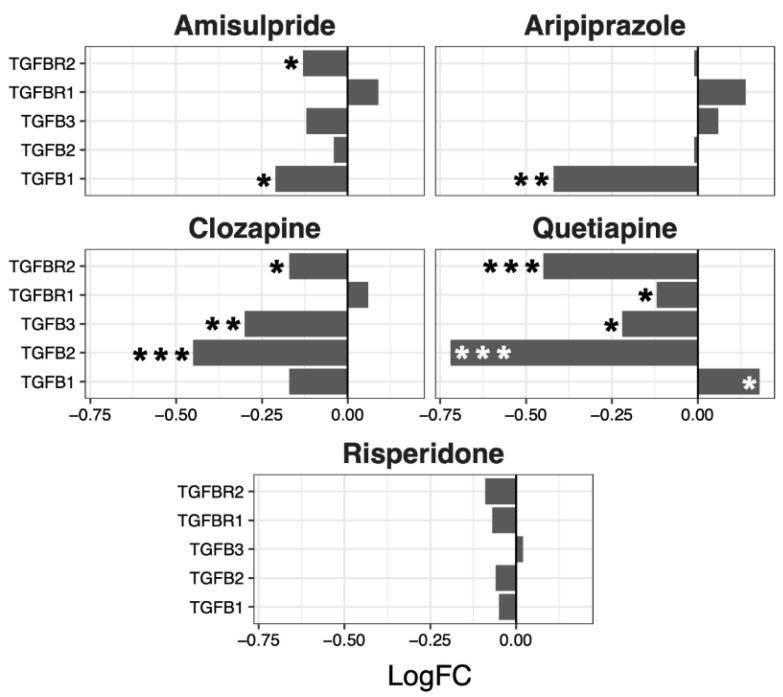 Amisulpride Aripiprazole
TGFBR2 *
TGFBR1
TGFB3
TGFB2
TGFB1 * **
Clozapine Quetiapine
TGFBR2 * ***
TGFBR1 *
TGFB3 ** *
TGFB2 *** ***
TGFB1 *
−0.75 −0.50 −0.25 0.00 −0.75 −0.50 −0.25 0.00
Risperidone
TGFBR2
TGFBR1
TGFB3
TGFB2
TGFB1
−0.75 −0.50 −0.25 0.00
LogFC